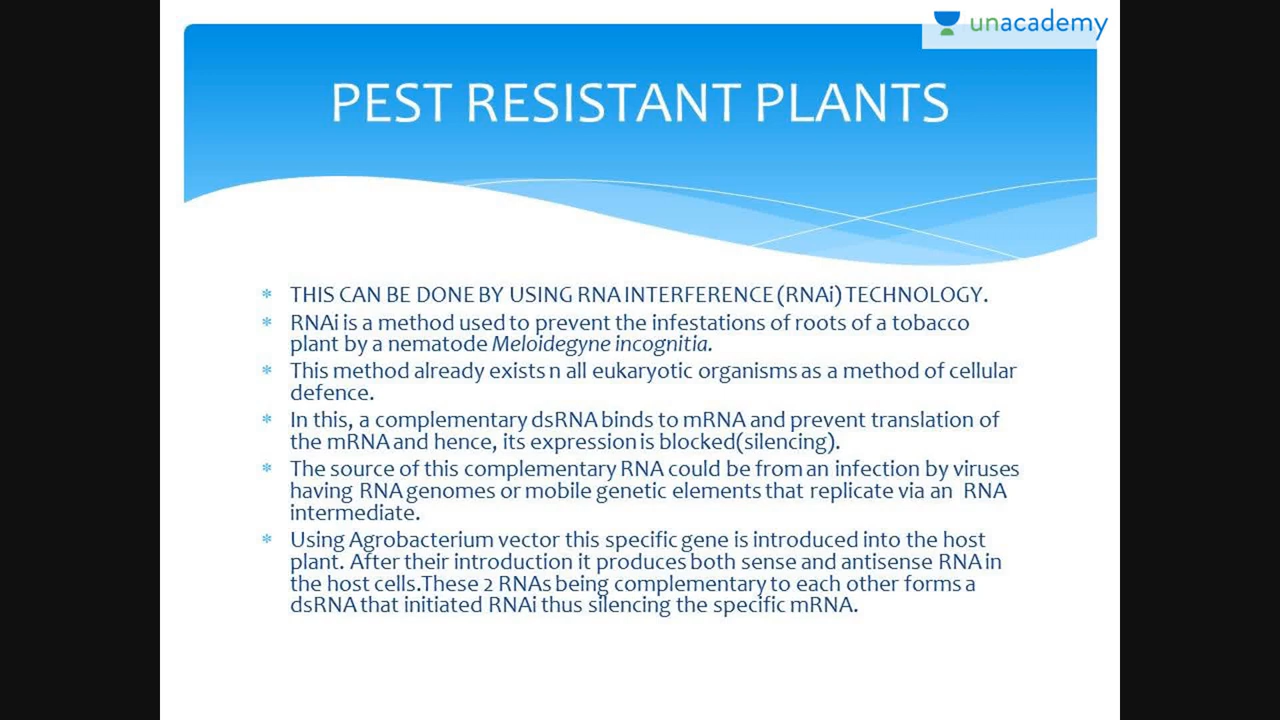 unacademy
PEST RESISTANT PLANTS
* THIS CAN BE DONE BY USING RNA INTERFERENCE (RNAi) TECHNOLOGY.
* RNAi is a method used to prevent the infestations of roots of a tobacco
plant by a nematode Meloidegyne incognitia.
* This method already exists n all eukaryotic organisms as a method of cellular
defence.
* In this, a complementary dsRNA binds to mRNA and prevent translation of
the mRNA and hence, its expression is blocked(silencing).
* The source of this complementary RNA could be from an infection by viruses
having RNA genomes or mobile genetic elements that replicate via an RNA
intermediate.
* Using Agrobacterium vector this specific gene is introduced into the host
plant. After their introduction it produces both sense and antisense RNA in
the host cells.These 2 RNAs being complementary to each other forms a
dsRNA that initiated RNAi thus silencing the specific mRNA.